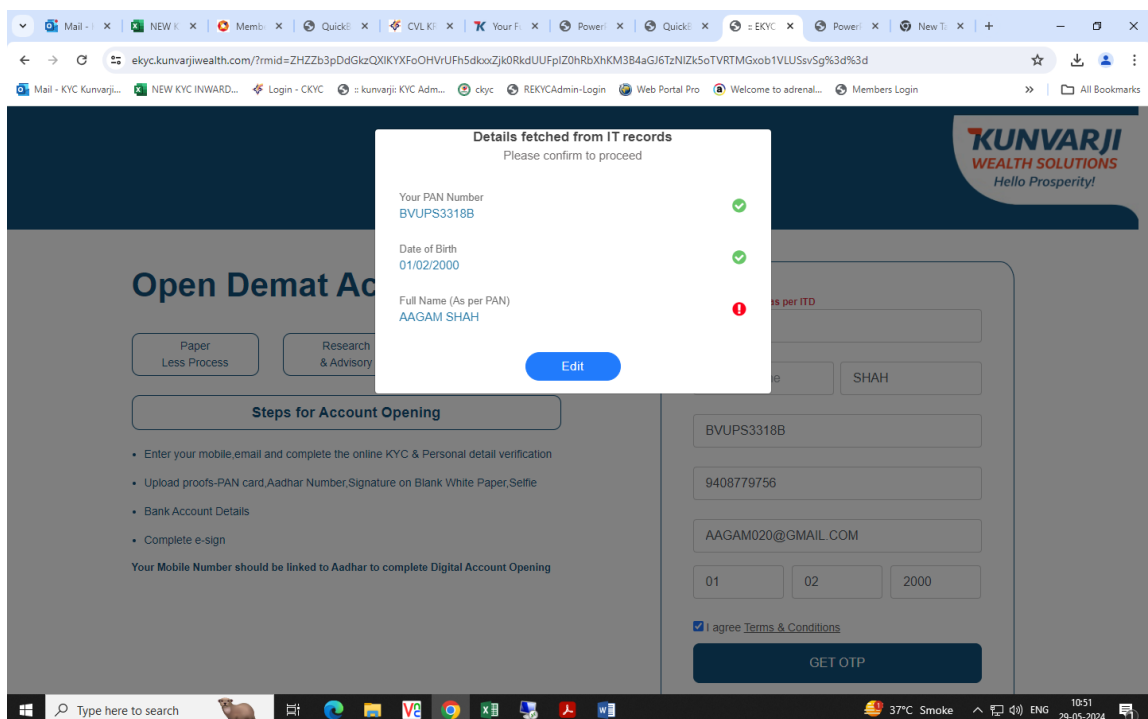 Mail - 
NEW K
Memb
QuickB
CVL KF
Your F
Power
QuickB
:: EKYC
Power
New Ta
ekyc.kunvarjiwealth.com/?rmid=
Mail - KYC Kunvarji...
NEW KYC INWARD...
Login - CKYC
:: kunvarji: KYC Adm...
ckyc
REKYCAdmin-Login
Web Portal Pro
Welcome to adrenal...
Members Login
»
All Bookmarks
KUNVARJI
WEALTH SOLUTIONS
Hello Prosperity!
Details fetched from IT records
Please confirm to proceed
Your PAN Number
BVUPS3318B
Date of Birth
01/02/2000
Full Name (As per PAN)
AAGAM SHAH
Edit
Open Demat Ac
Paper
Less Process
Research
& Advisory
Steps for Account Opening
• Enter your mobile,email and complete the online KYC & Personal detail verification
• Upload proofs-PAN card,Aadhar Number,Signature on Blank White Paper,Selfie
• Bank Account Details
• Complete e-sign
Your Mobile Number should be linked to Aadhar to complete Digital Account Opening
as per ITD
SHAH
BVUPS3318B
9408779756
AAGAM020@GMAIL.COM
01 02 2000
I agree Terms & Conditions
GET OTP
Type here to search
37°C Smoke
ENG
10:51
29-05-2024